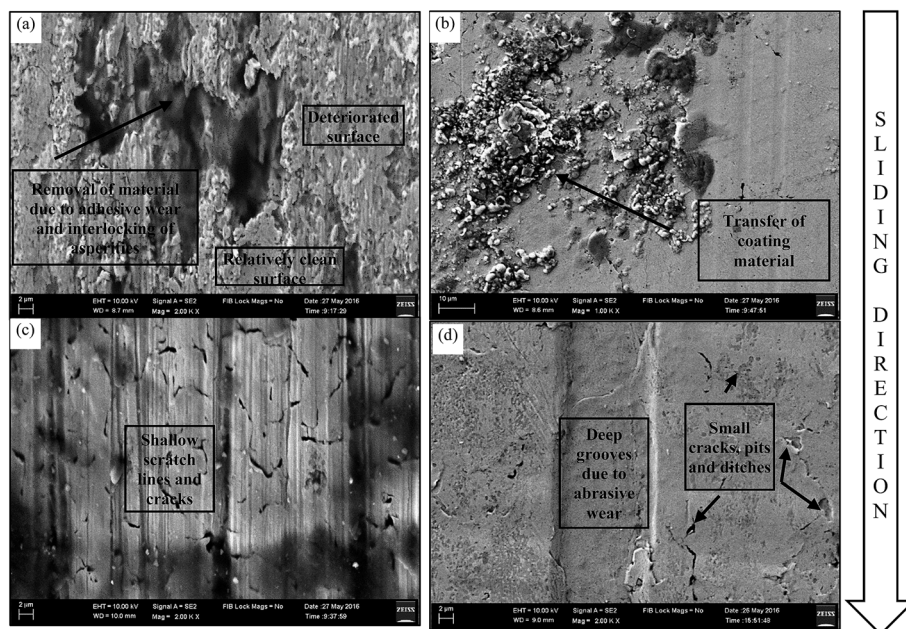 (a)
Deteriorated
surface
Removal of material
due to adhesive wear
and interlocking of
asperities
Relatively clean
surface
2 µm
EHT = 10.00 kV Signal A = SE2 FIB Lock Mags = No Date :27 May 2016
WD = 8.7 mm Mag = 2.00 K X Time :9:17:29
ZEISS
(b)
Transfer of
coating
material
10 µm
EHT = 10.00 kV Signal A = SE2 FIB Lock Mags = No Date :27 May 2016
WD = 8.6 mm Mag = 1.00 K X Time :9:47:51
ZEISS
(c)
Shallow
scratch
lines and
cracks
2 µm
EHT = 10.00 kV Signal A = SE2 FIB Lock Mags = No Date :27 May 2016
WD = 10.0 mm Mag = 2.00 K X Time :9:37:59
ZEISS
(d)
Deep
grooves
due to
abrasive
wear
Small
cracks, pits
and ditches
2 µm
EHT = 10.00 kV Signal A = SE2 FIB Lock Mags = No Date :25 May 2016
WD = 9.0 mm Mag = 2.00 K X Time :15:51:49
ZEISS
SLIDING DIRECTION